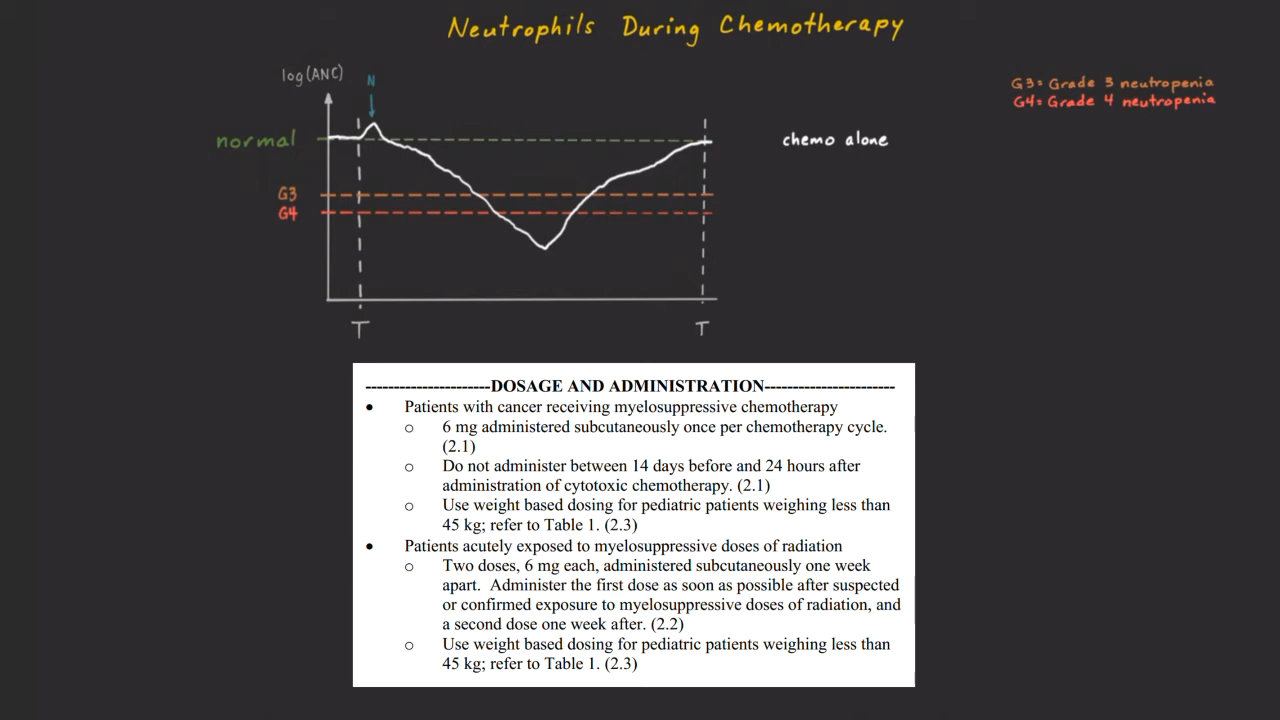 Neutrophils During Chemotherapy
log(ANC)
N
G3= Grade 3 neutropenia
G4= Grade 4 neutropenia
normal
chemo alone
G3
G4
T
T
----------------------DOSAGE AND ADMINISTRATION-----------------------
• Patients with cancer receiving myelosuppressive chemotherapy
o 6 mg administered subcutaneously once per chemotherapy cycle.
(2.1)
o Do not administer between 14 days before and 24 hours after
administration of cytotoxic chemotherapy. (2.1)
o Use weight based dosing for pediatric patients weighing less than
45 kg; refer to Table 1. (2.3)
• Patients acutely exposed to myelosuppressive doses of radiation
o Two doses, 6 mg each, administered subcutaneously one week
apart. Administer the first dose as soon as possible after suspected
or confirmed exposure to myelosuppressive doses of radiation, and
a second dose one week after. (2.2)
o Use weight based dosing for pediatric patients weighing less than
45 kg; refer to Table 1. (2.3)